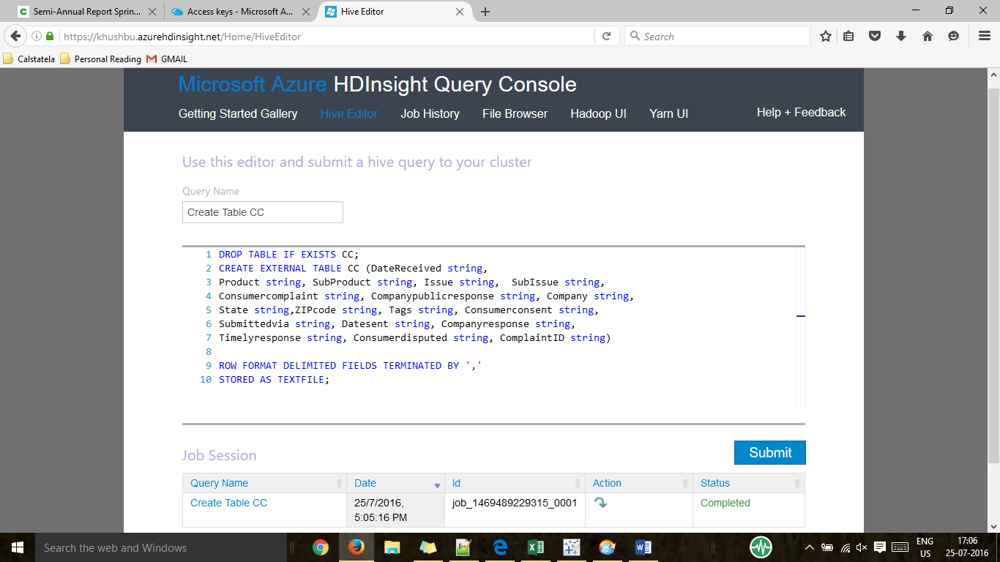 Semi-Annual Report Sprin...
Access keys - Microsoft A...
Hive Editor
https://khushbu.azurehdinsight.net/Home/HiveEditor
Search
Calstatela
Personal Reading
GMAIL
Microsoft Azure HDInsight Query Console
Getting Started Gallery
Hive Editor
Job History
File Browser
Hadoop UI
Yarn UI
Help + Feedback
Use this editor and submit a hive query to your cluster
Query Name
Create Table CC
1 DROP TABLE IF EXISTS CC;
2 CREATE EXTERNAL TABLE CC (DateReceived string,
3 Product string, SubProduct string, Issue string,  SubIssue string,
4 Consumercomplaint string, Companypublicresponse string, Company string,
5 State string,ZIPcode string, Tags string, Consumerconsent string,
6 Submittedvia string, Datesent string, Companyresponse string,
7 Timelyresponse string, Consumerdisputed string, ComplaintID string)
8
9 ROW FORMAT DELIMITED FIELDS TERMINATED BY ','
10 STORED AS TEXTFILE;
Job Session
Submit
Query Name Date Id Action Status
Create Table CC 25/7/2016, job_1469489229315_0001 Completed
5:05:16 PM
Search the web and Windows
ENG
US
17:06
25-07-2016